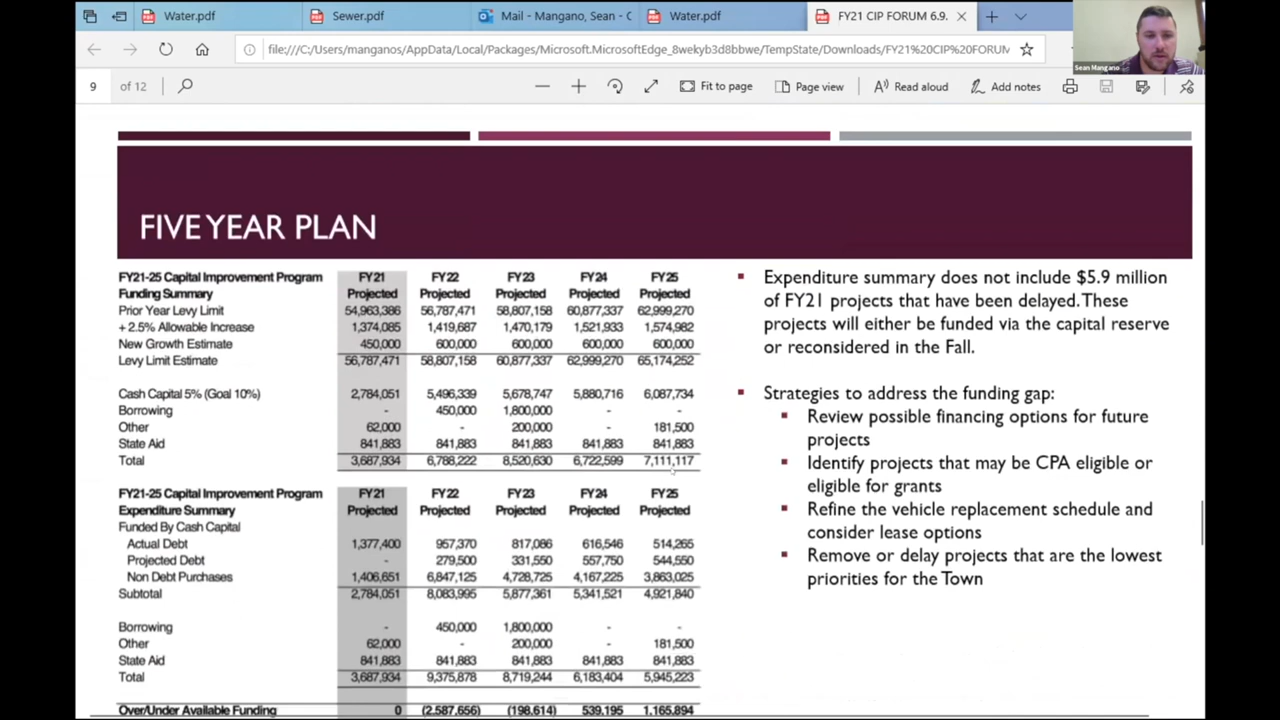 Water.pdf
Sewer.pdf
Mail - Mangano, Sean - C
Water.pdf
FY21 CIP FORUM 6.9.
file:///C:/Users/manganos/AppData/Local/Packages/Microsoft.MicrosoftEdge_8wekyb3d8bbwe/TempState/Downloads/FY21%20CIP%20FORUM
Sean Mangano
9 of 12
Fit to page
Page view
Read aloud
Add notes
FIVE YEAR PLAN
FY21-25 Capital Improvement Program FY21 FY22 FY23 FY24 FY25
Funding Summary Projected Projected Projected Projected Projected
Prior Year Levy Limit 54,963,386 56,787,471 58,807,158 60,877,337 62,999,270
+ 2.5% Allowable Increase 1,374,085 1,419,687 1,470,179 1,521,933 1,574,982
New Growth Estimate 450,000 600,000 600,000 600,000 600,000
Levy Limit Estimate 56,787,471 58,807,158 60,877,337 62,999,270 65,174,252
Cash Capital 5% (Goal 10%) 2,784,051 5,496,339 5,678,747 5,880,716 6,087,734
Borrowing - 450,000 1,800,000 - -
Other 62,000 - 200,000 - 181,500
State Aid 841,883 841,883 841,883 841,883 841,883
Total 3,687,934 6,788,222 8,520,630 6,722,599 7,111,117
FY21-25 Capital Improvement Program FY21 FY22 FY23 FY24 FY25
Expenditure Summary Projected Projected Projected Projected Projected
Funded By Cash Capital
Actual Debt 1,377,400 957,370 817,086 616,546 514,265
Projected Debt - 279,500 331,550 557,750 544,550
Non Debt Purchases 1,406,651 6,847,125 4,728,725 4,167,225 3,863,025
Subtotal 2,784,051 8,083,995 5,877,361 5,341,521 4,921,840
Borrowing - 450,000 1,800,000 - -
Other 62,000 - 200,000 - 181,500
State Aid 841,883 841,883 841,883 841,883 841,883
Total 3,687,934 9,375,878 8,719,244 6,183,404 5,945,223
Over/Under Available Funding 0 (2,587,656) (198,614) 539,195 1,165,894
Expenditure summary does not include $5.9 million
of FY21 projects that have been delayed. These
projects will either be funded via the capital reserve
or reconsidered in the Fall.
Strategies to address the funding gap:
Review possible financing options for future
projects
Identify projects that may be CPA eligible or
eligible for grants
Refine the vehicle replacement schedule and
consider lease options
Remove or delay projects that are the lowest
priorities for the Town